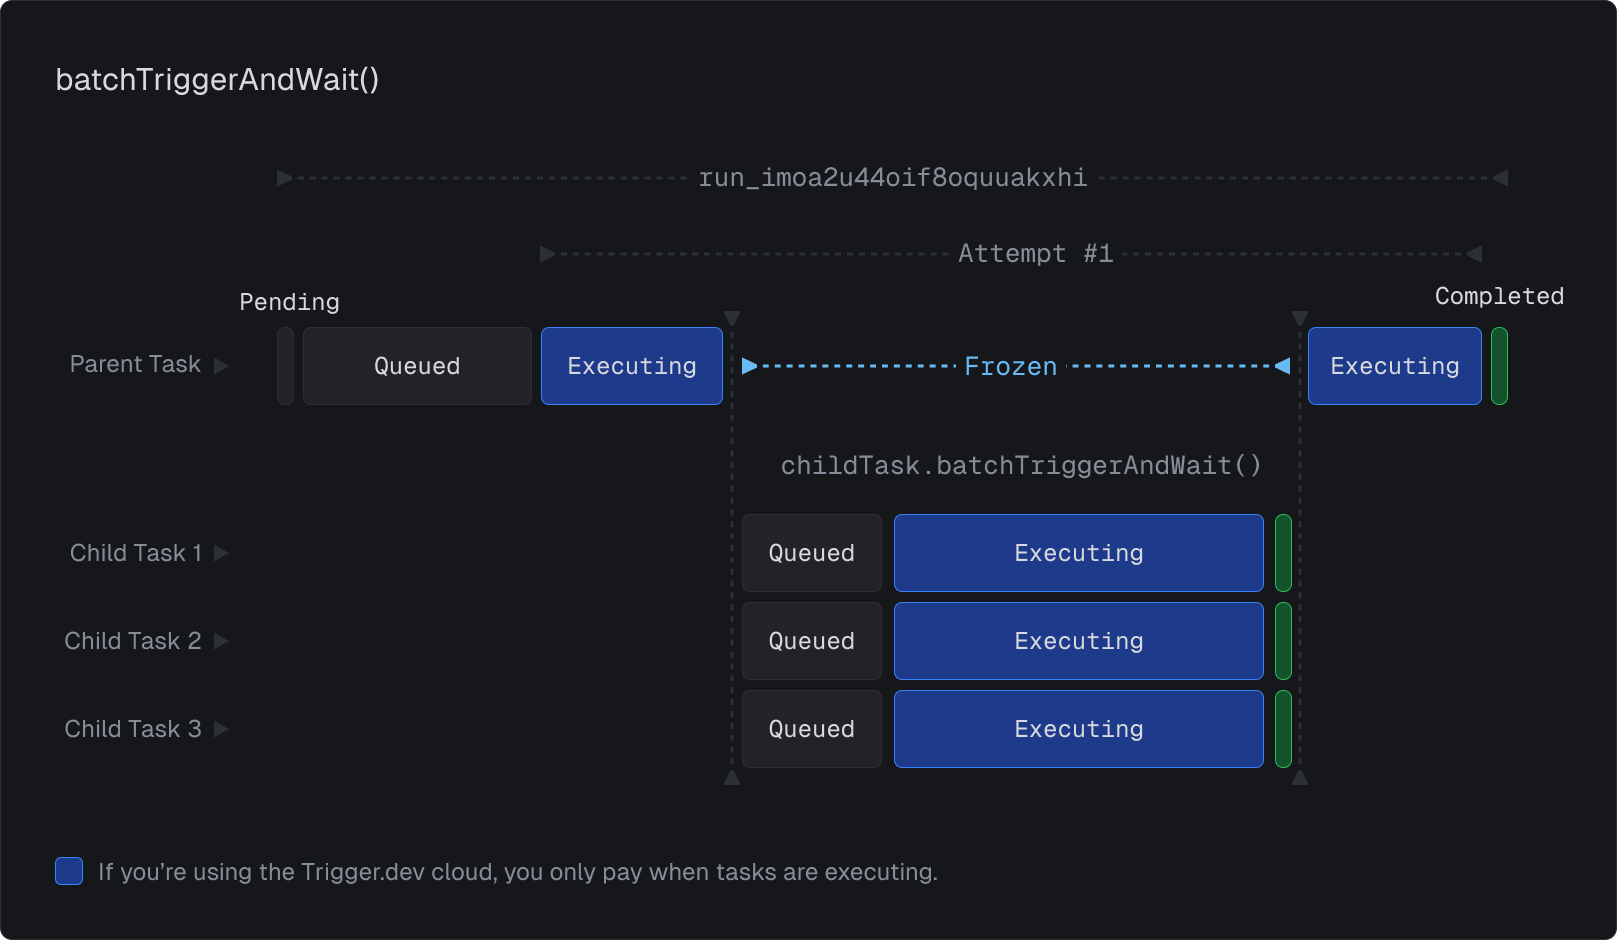 batchTriggerAndWait()
run_imoa2u44oif8oquuakxhi
Attempt #1
Pending
Completed
Parent Task
Queued
Executing
Frozen
Executing
childTask.batchTriggerAndWait()
Child Task 1
Queued
Executing
Child Task 2
Queued
Executing
Child Task 3
Queued
Executing
If you’re using the Trigger.dev cloud, you only pay when tasks are executing.